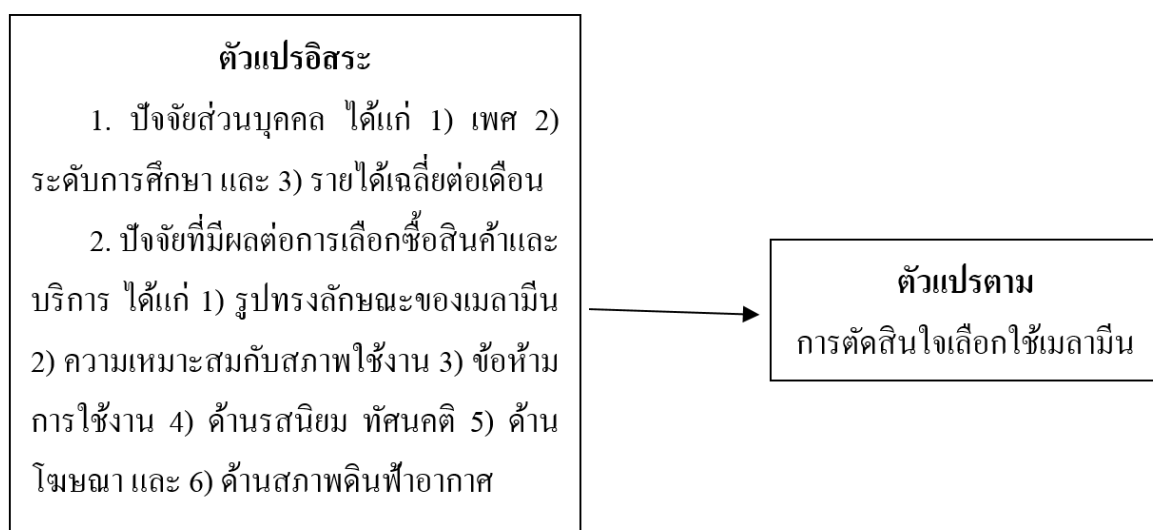 ตัวแปรอิสระ
1. ปัจจัยส่วนบุคคล ได้แก่ 1) เพศ 2)
ระดับการศึกษา และ 3) รายได้เฉลี่ยต่อเดือน
2. ปัจจัยที่มีผลต่อการเลือกซื้อสินค้าและ
บริการ ได้แก่ 1) รูปทรงลักษณะของเมลามีน
2) ความเหมาะสมกับสภาพใช้งาน 3) ข้อห้าม
การใช้งาน 4) ด้านรสนิยม ทัศนคติ 5) ด้าน
โฆษณา และ 6) ด้านสภาพดินฟ้าอากาศ
ตัวแปรตาม
การตัดสินใจเลือกใช้เมลามีน